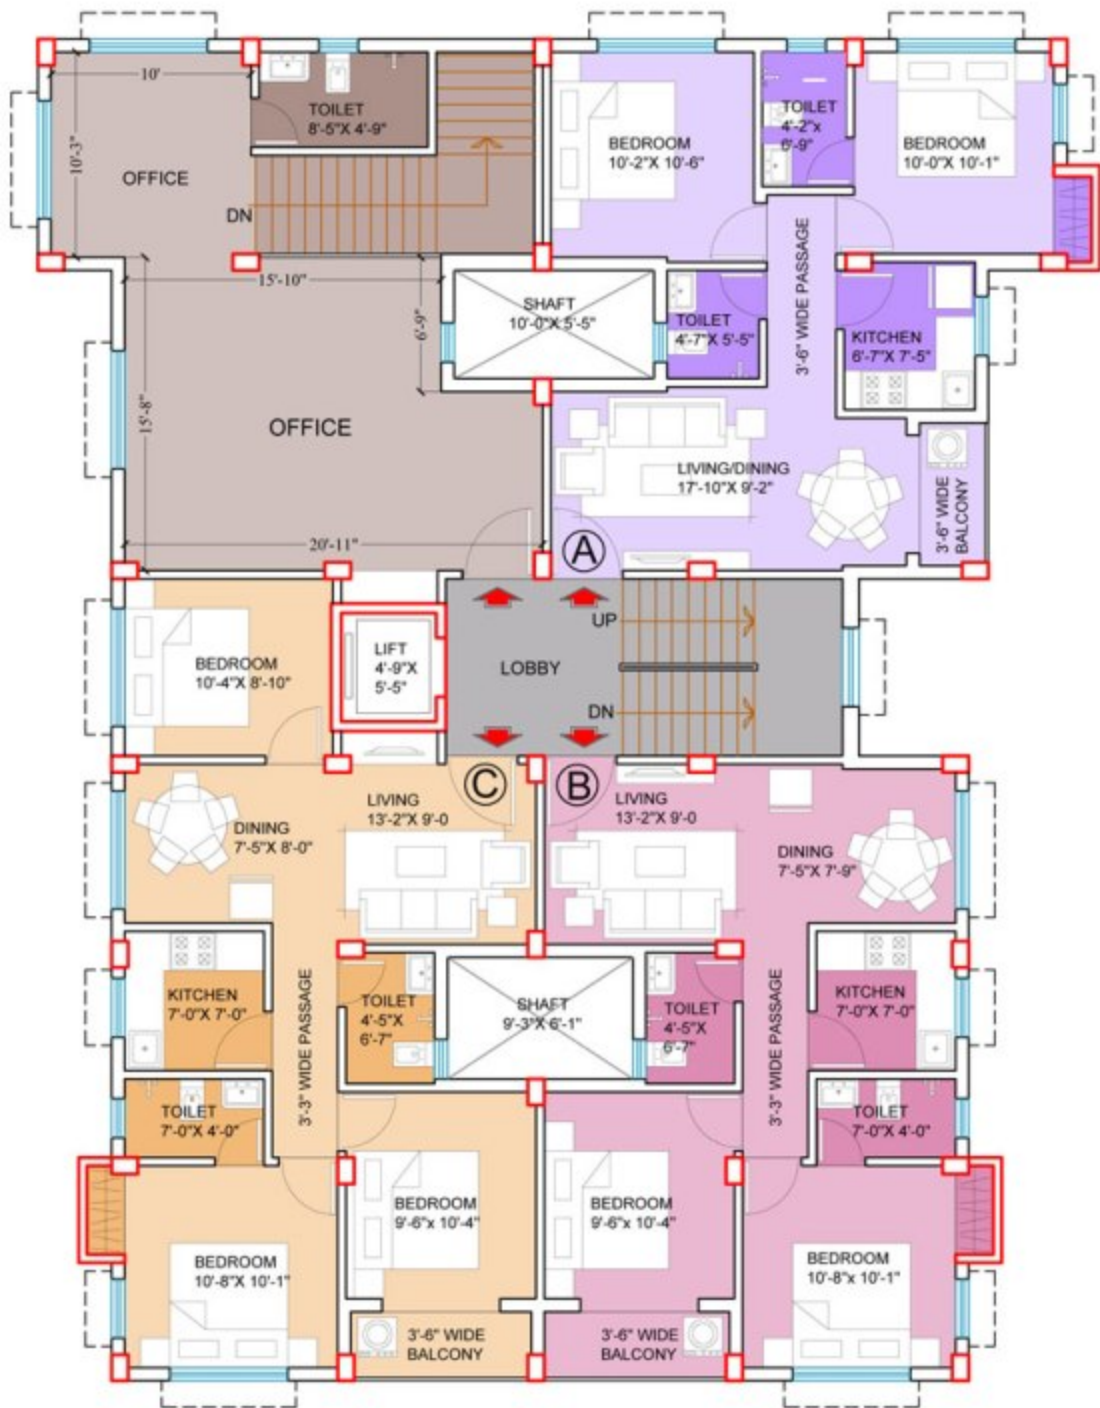 10'
TOILET
8'-5"X 4'-9"
10'-3"
OFFICE
DN
BEDROOM
10'-2"X 10'-6"
TOILET
4'-2"x
6'-9"
BEDROOM
10'-0"X 10'-1"
15'-10"
SHAFT
10'-0"X 5'-5"
6'-9"
TOILET
4'-7"X 5'-5"
3'-6" WIDE PASSAGE
KITCHEN
6'-7"X 7'-5"
15'-8"
OFFICE
LIVING/DINING
17'-10"X 9'-2"
3'-6" WIDE
BALCONY
20'-11"
A
UP
BEDROOM
10'-4"X 8'-10"
LIFT
4'-9"X
5'-5"
LOBBY
DN
C
B
LIVING
13'-2"X 9'-0
LIVING
13'-2"X 9'-0
DINING
7'-5"X 8'-0"
DINING
7'-5"X 7'-9"
KITCHEN
7'-0"X 7'-0"
3'-3" WIDE PASSAGE
TOILET
4'-5"X
6'-7"
SHAFT
9'-3"X 6'-1"
TOILET
4'-5"X
6'-7"
3'-3" WIDE PASSAGE
KITCHEN
7'-0"X 7'-0"
TOILET
7'-0"X 4'-0"
TOILET
7'-0"X 4'-0"
BEDROOM
9'-6"x 10'-4"
BEDROOM
9'-6"x 10'-4"
BEDROOM
10'-8"X 10'-1"
BEDROOM
10'-8"x 10'-1"
3'-6" WIDE
BALCONY
3'-6" WIDE
BALCONY